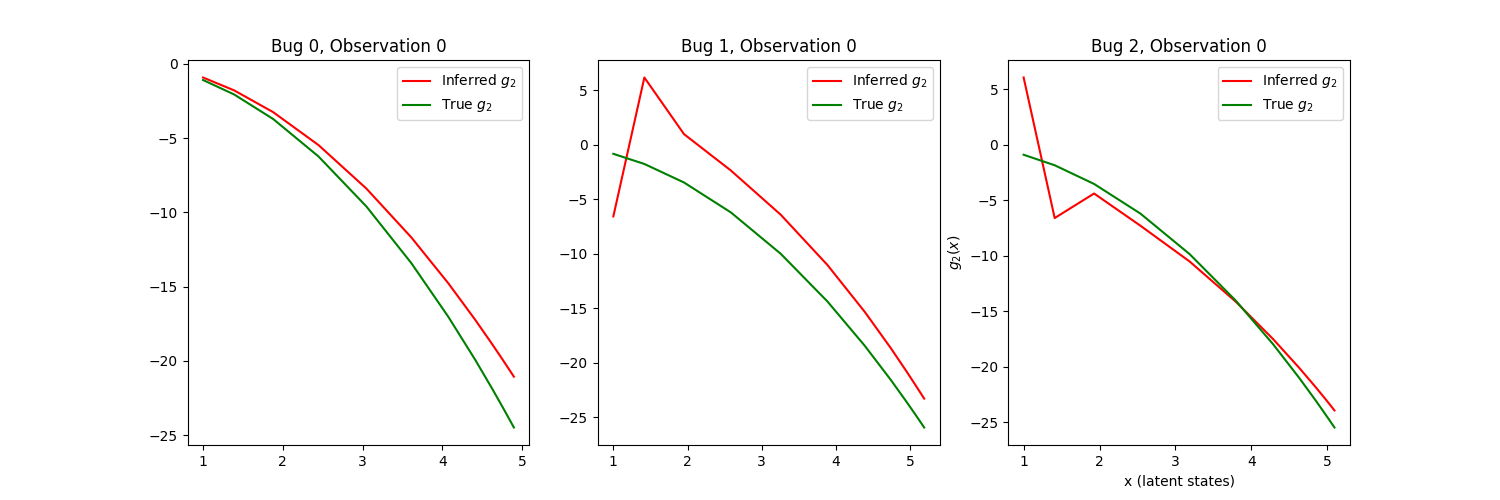 Bug 0, Observation 0
Inferred g₂
True g₂
0
−5
−10
−15
−20
−25
1 2 3 4 5
Bug 1, Observation 0
Inferred g₂
True g₂
5
0
−5
−10
−15
−20
−25
1 2 3 4 5
Bug 2, Observation 0
Inferred g₂
True g₂
g₂(x)
5
0
−5
−10
−15
−20
−25
1 2 3 4 5
x (latent states)